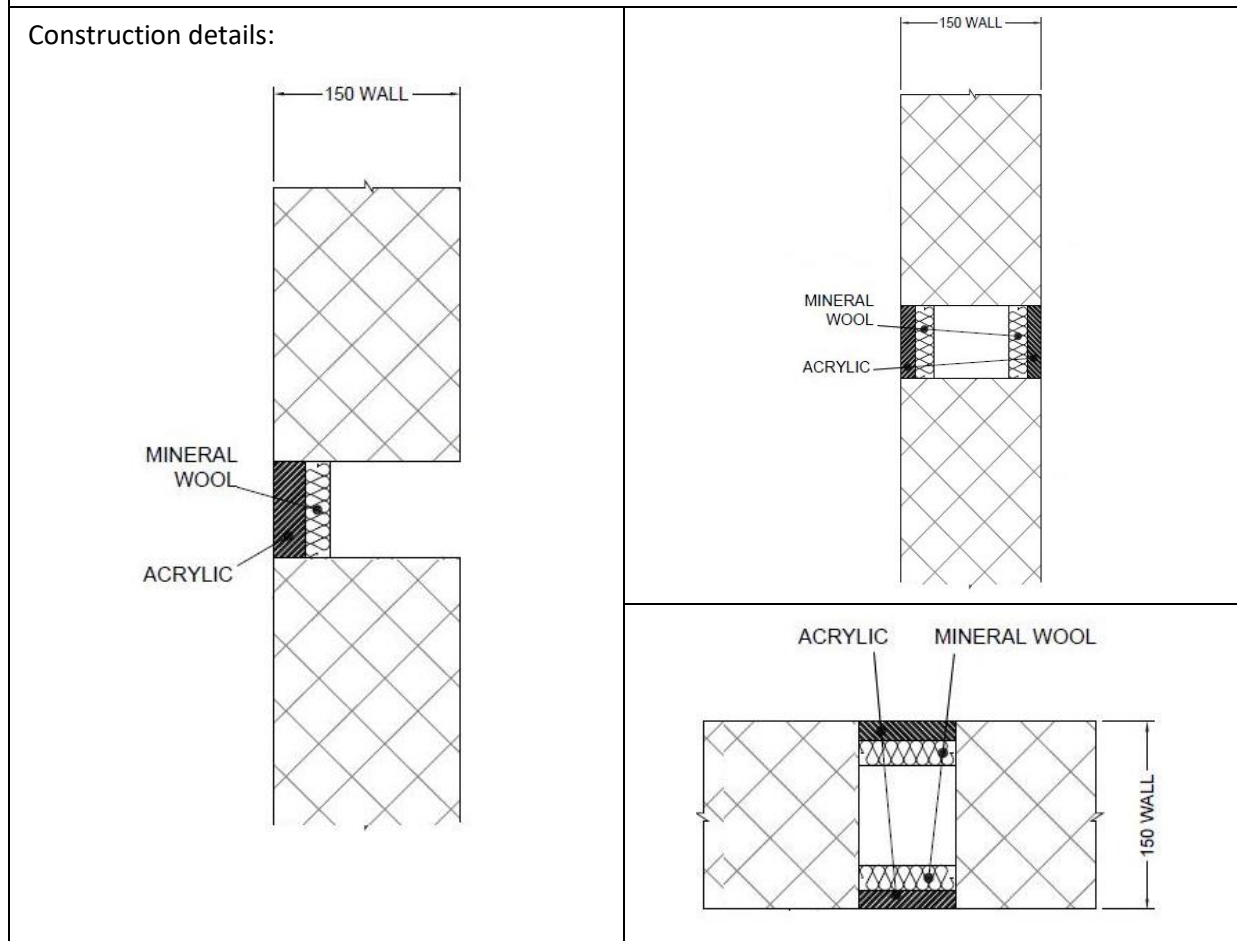 Construction details:
150 WALL
MINERAL
WOOL
ACRYLIC
150 WALL
MINERAL
WOOL
ACRYLIC
ACRYLIC MINERAL WOOL
150 WALL